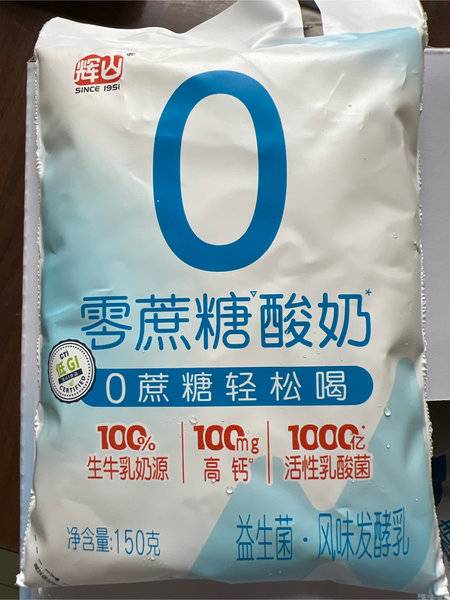 辉山
SINCE 1951
0
零蔗糖▽酸奶*
GTI
低GI
CERTIFIED
0蔗糖轻松喝
100% 100mg 1000亿
生牛乳奶源 高钙 活性乳酸菌
净含量:150克
益生菌·风味发酵乳